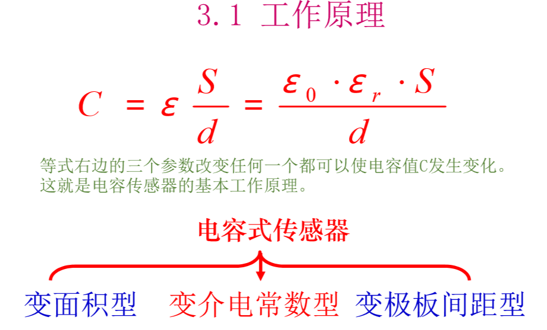 3.1 工作原理
C = ε S/d = ε₀ · εᵣ · S/d
等式右边的三个参数改变任何一个都可以使电容值C发生变化。
这就是电容传感器的基本工作原理。
电容式传感器
变面积型 变介电常数型 变极板间距型